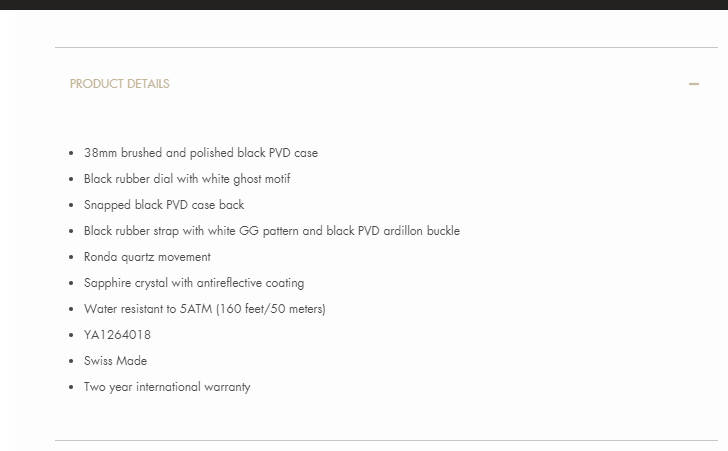 PRODUCT DETAILS
38mm brushed and polished black PVD case
Black rubber dial with white ghost motif
Snapped black PVD case back
Black rubber strap with white GG pattern and black PVD ardillon buckle
Ronda quartz movement
Sapphire crystal with antireflective coating
Water resistant to 5ATM (160 feet/50 meters)
YA1264018
Swiss Made
Two year international warranty